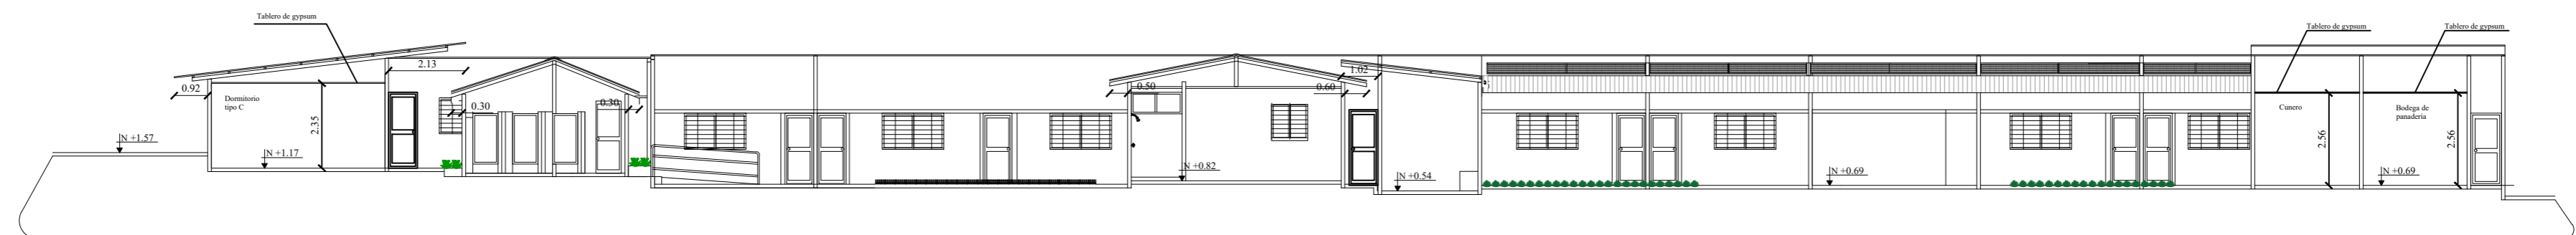 Tablero de gypsum
Tablero de gypsum
Tablero de gypsum
2.13
1.02
0.92
0.50
0.60
Dormitorio
tipo C
0.30
0.30
2.35
Cunero
Bodega de
panaderia
N +1.57
2.56
2.56
N +1.17
N +0.82
N +0.54
N +0.69
N +0.69